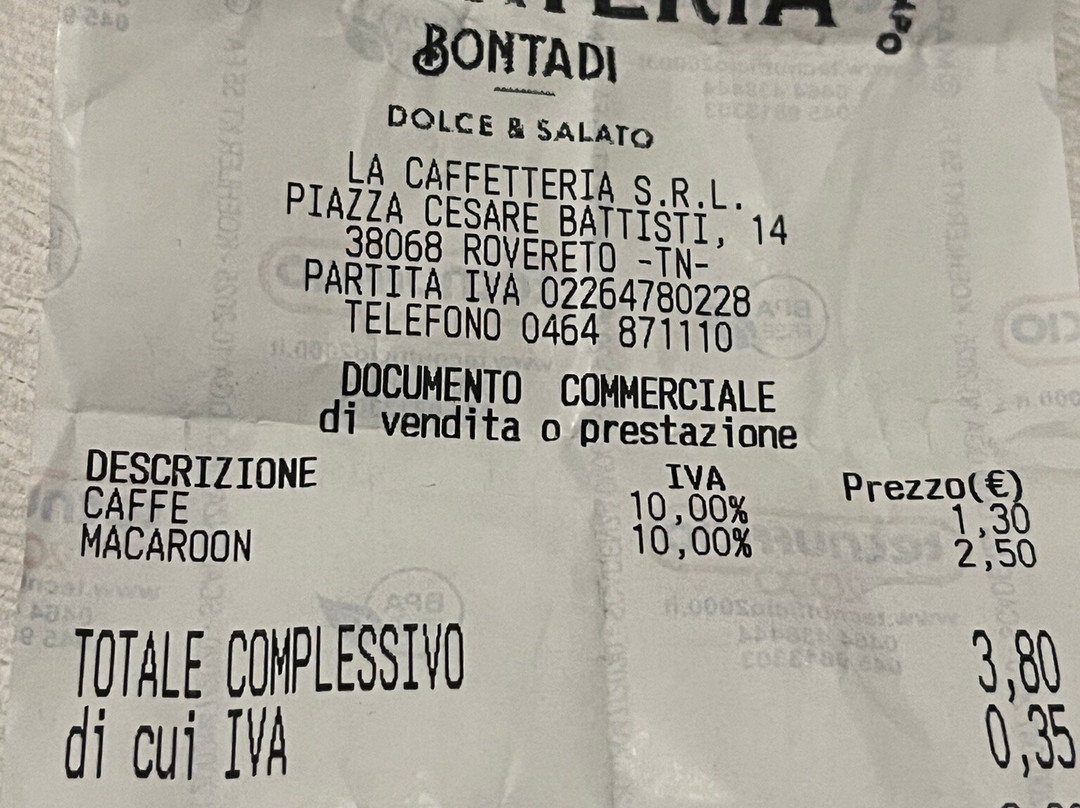 BONTADI
DOLCE & SALATO
LA CAFFETTERIA S.R.L.
PIAZZA CESARE BATTISTI, 14
38068 ROVERETO -TN-
PARTITA IVA 02264780228
TELEFONO 0464 871110
DOCUMENTO COMMERCIALE
di vendita o prestazione
DESCRIZIONE IVA Prezzo(€)
CAFFE 10,00% 1,30
MACAROON 10,00% 2,50
TOTALE COMPLESSIVO 3,80
di cui IVA 0,35